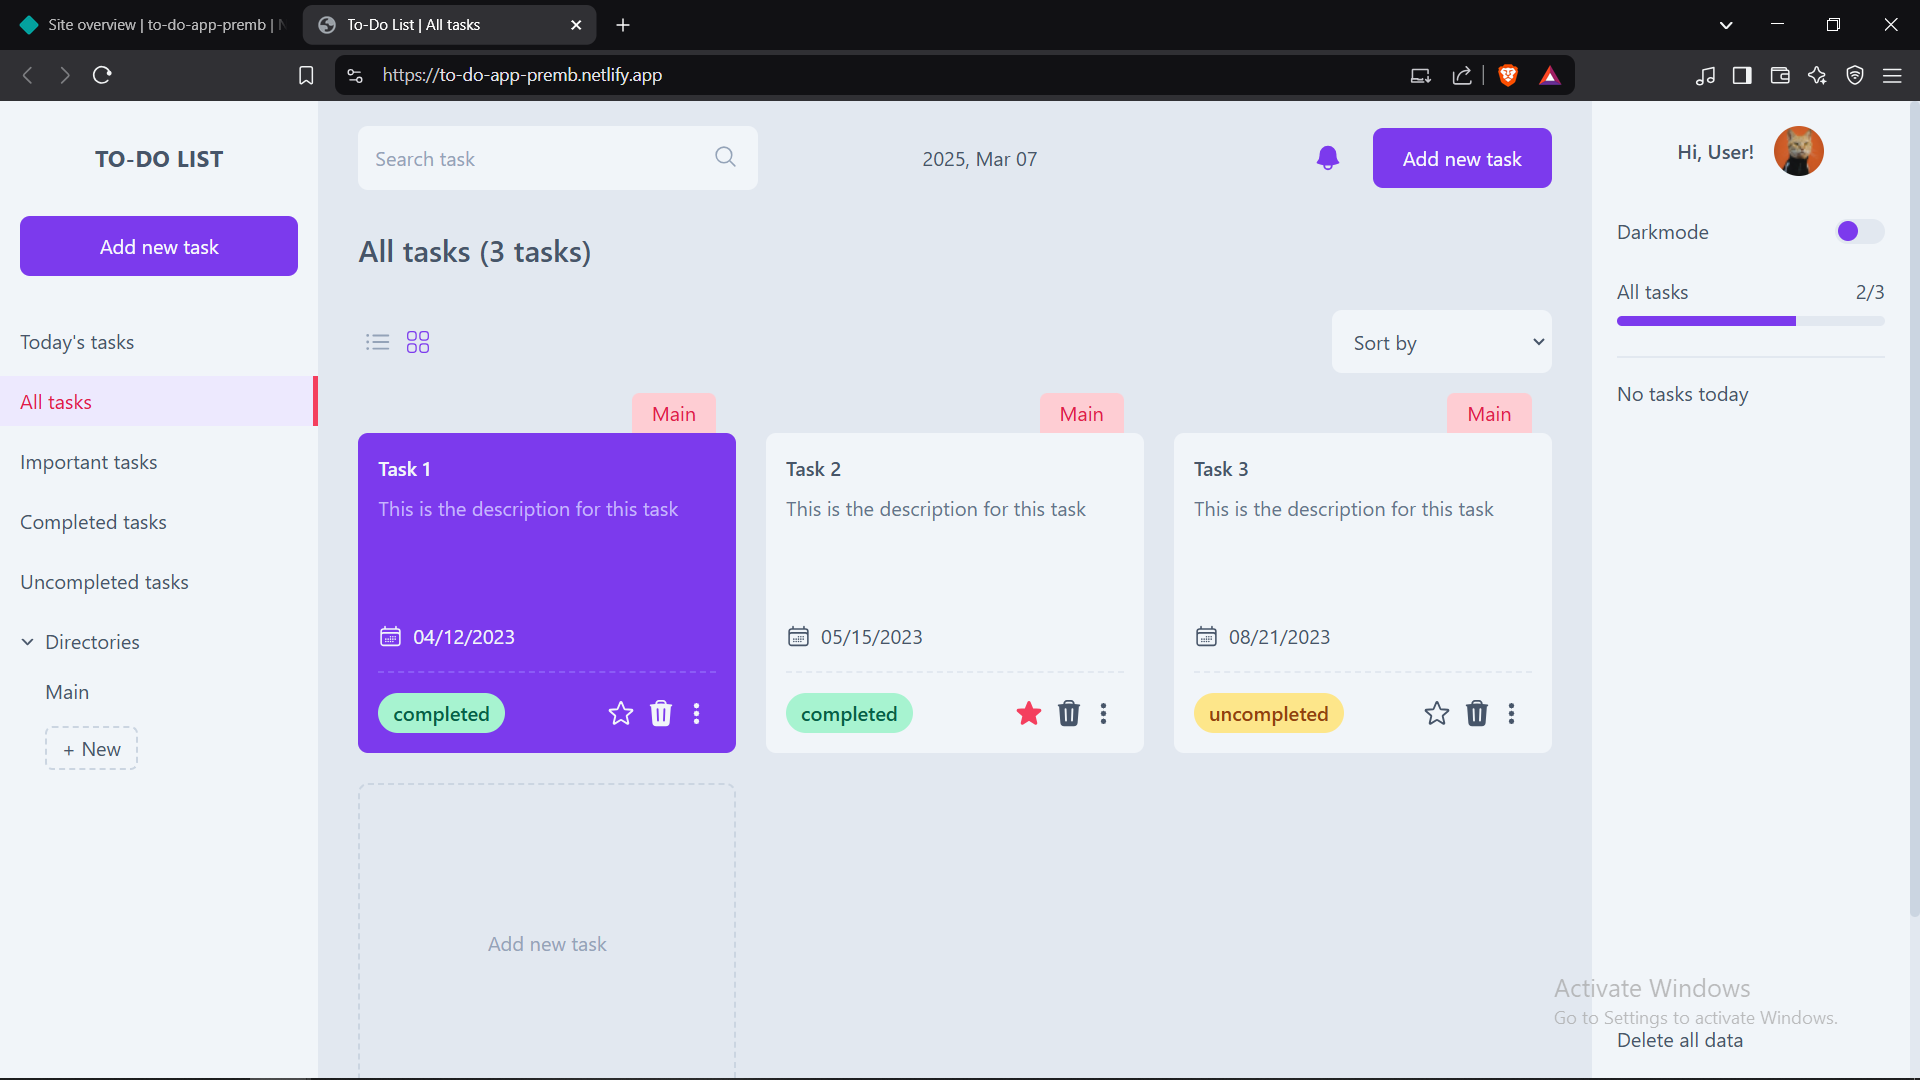 Site overview | to-do-app-premb |
To-Do List | All tasks
https://to-do-app-premb.netlify.app
TO-DO LIST
Add new task
Today's tasks
All tasks
Important tasks
Completed tasks
Uncompleted tasks
Directories
Main
+ New
Search task
2025, Mar 07
Add new task
All tasks (3 tasks)
Sort by
Main
Task 1
This is the description for this task
04/12/2023
completed
Main
Task 2
This is the description for this task
05/15/2023
completed
Main
Task 3
This is the description for this task
08/21/2023
uncompleted
Add new task
Hi, User!
Darkmode
All tasks 2/3
No tasks today
Activate Windows
Go to Settings to activate Windows.
Delete all data